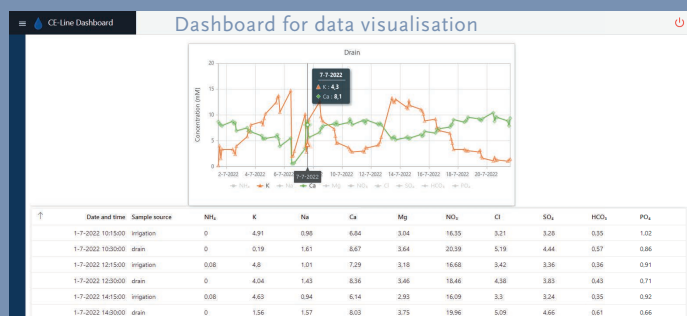 CE-Line Dashboard
Dashboard for data visualisation
Drain
Concentration (mM)
20
15
10
5
0
7-7-2022
K : 4,3
Ca : 8,1
2-7-2022 4-7-2022 6-7-2022 7-7-2022 10-7-2022 12-7-2022 14-7-2022 16-7-2022 18-7-2022 20-7-2022
NH₄ K Na Ca Mg NO₃ Cl SO₄ HCO₃ PO₄
↑ Date and time Sample source NH₄ K Na Ca Mg NO₃ Cl SO₄ HCO₃ PO₄
1-7-2022 10:15:00 irrigation 0 4.91 0.98 6.84 3.04 16.35 3.21 3.28 0.35 1.02
1-7-2022 10:30:00 drain 0 0.19 1.61 8.67 3.64 20.39 5.19 4.44 0.57 0.86
1-7-2022 12:15:00 irrigation 0.08 4.8 1.01 7.29 3.18 16.68 3.42 3.36 0.36 0.91
1-7-2022 12:30:00 drain 0 4.04 1.43 8.36 3.46 18.46 4.38 3.83 0.43 0.71
1-7-2022 14:15:00 irrigation 0.08 4.63 0.94 6.14 2.93 16.09 3.3 3.24 0.35 0.92
1-7-2022 14:30:00 drain 0 1.56 1.57 8.03 3.75 19.96 5.09 4.66 0.61 0.66